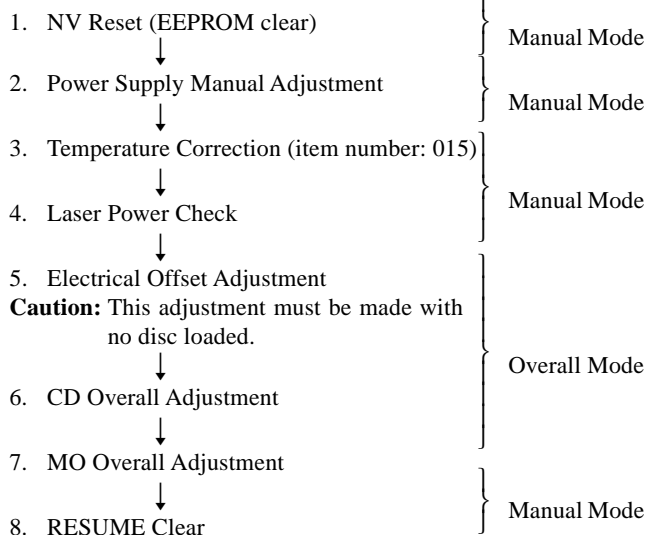 1. NV Reset (EEPROM clear)
Manual Mode
2. Power Supply Manual Adjustment
Manual Mode
3. Temperature Correction (item number: 015)
Manual Mode
4. Laser Power Check
5. Electrical Offset Adjustment
Caution: This adjustment must be made with
no disc loaded.
Overall Mode
6. CD Overall Adjustment
7. MO Overall Adjustment
Manual Mode
8. RESUME Clear